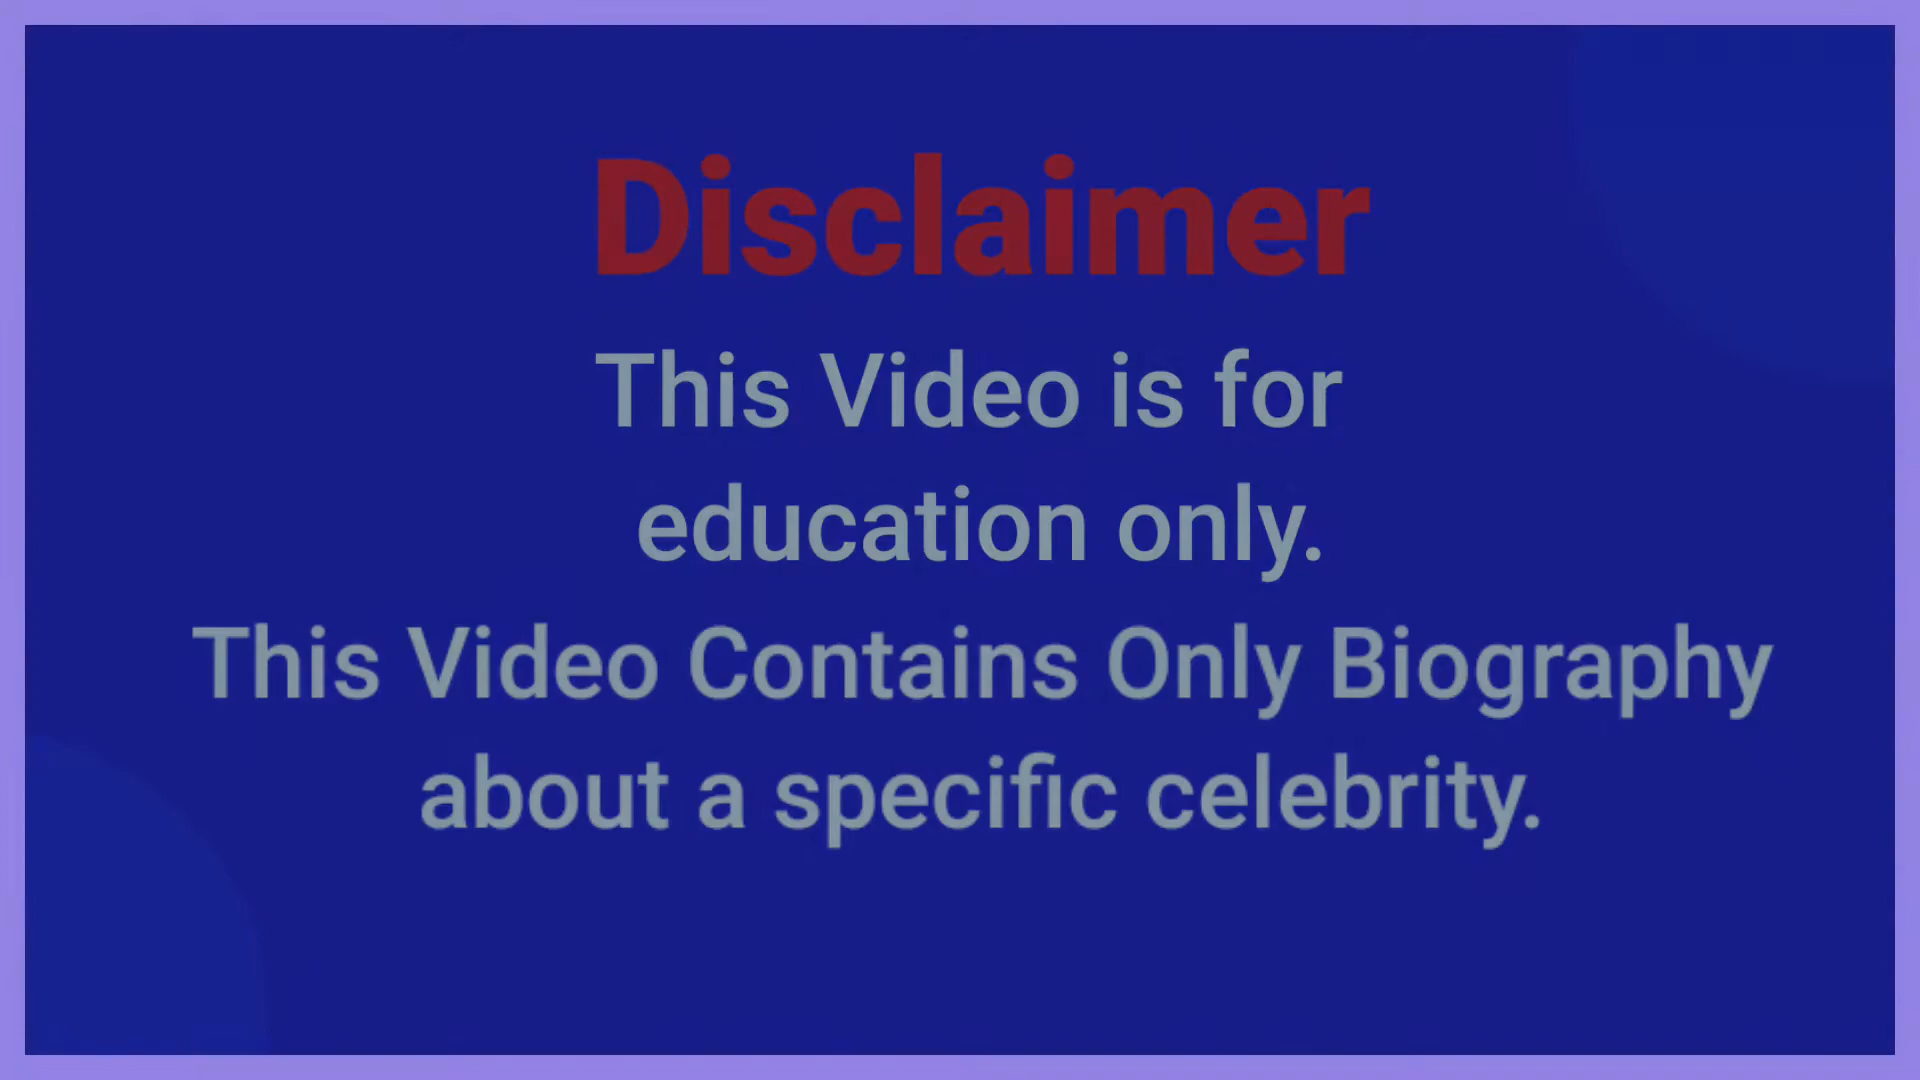 Disclaimer
This Video is for
education only.
This Video Contains Only Biography
about a specific celebrity.